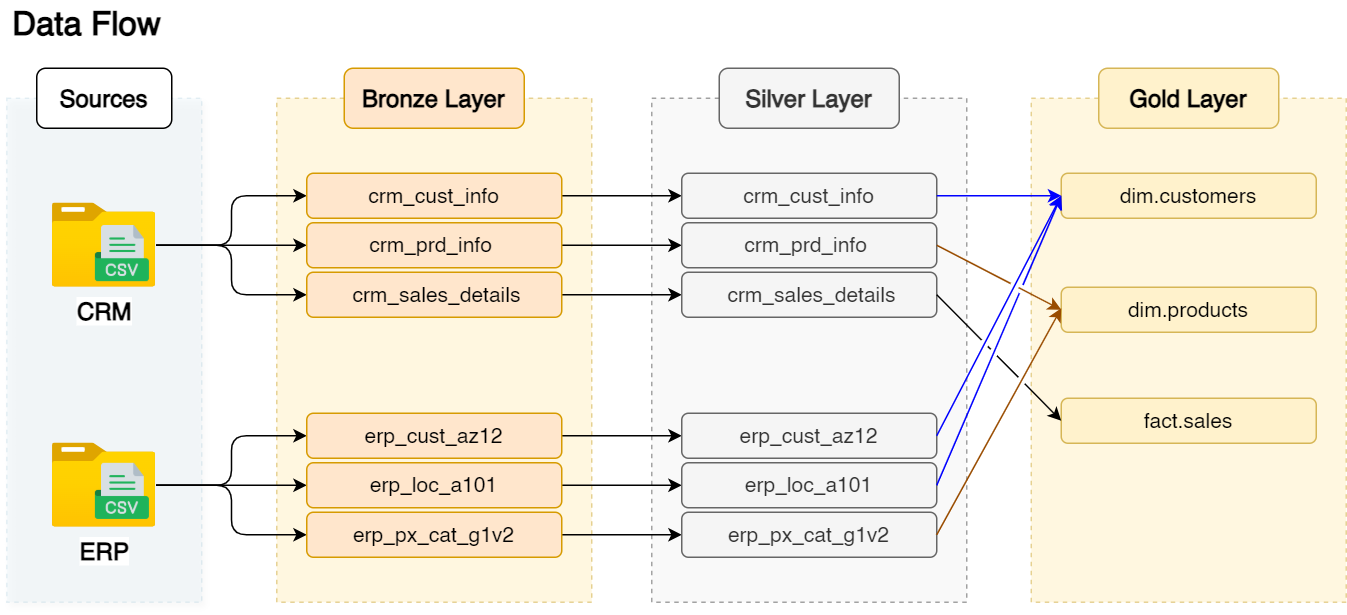 Data Flow
Sources
Bronze Layer
Silver Layer
Gold Layer
crm_cust_info
crm_cust_info
dim.customers
CSV
crm_prd_info
crm_prd_info
CRM
crm_sales_details
crm_sales_details
dim.products
fact.sales
erp_cust_az12
erp_cust_az12
CSV
erp_loc_a101
erp_loc_a101
ERP
erp_px_cat_g1v2
erp_px_cat_g1v2